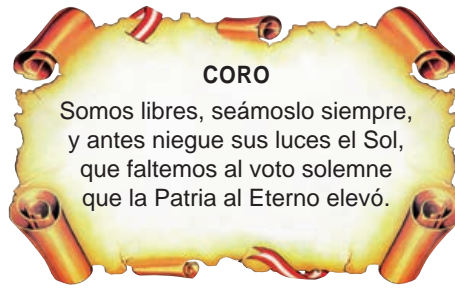 CORO
Somos libres, seámoslo siempre,
y antes niegue sus luces el Sol,
que faltemos al voto solemne
que la Patria al Eterno elevó.